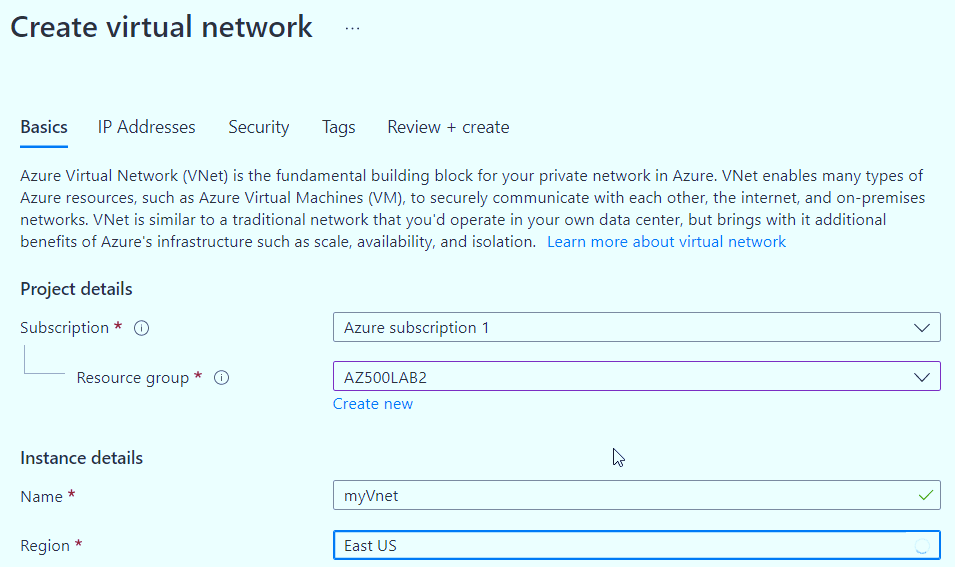 Create virtual network ...
Basics IP Addresses Security Tags Review + create
Azure Virtual Network (VNet) is the fundamental building block for your private network in Azure. VNet enables many types of
Azure resources, such as Azure Virtual Machines (VM), to securely communicate with each other, the internet, and on-premises
networks. VNet is similar to a traditional network that you'd operate in your own data center, but brings with it additional
benefits of Azure's infrastructure such as scale, availability, and isolation. Learn more about virtual network
Project details
Subscription * Azure subscription 1
Resource group * AZ500LAB2
Create new
Instance details
Name * myVnet
Region * East US